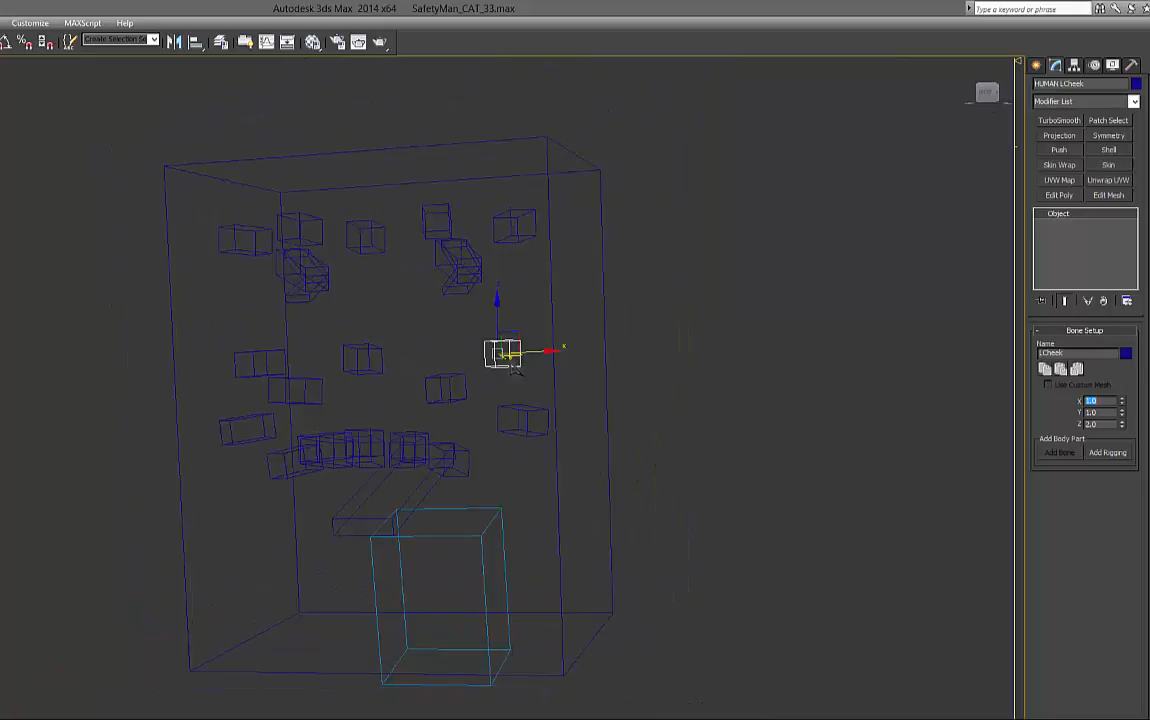 Autodesk 3ds Max 2014 x64 SafetyMan_CAT_33.max
Type a keyword or phrase
Customize MAXScript Help
Create Selection Se
HUMAN LCheek
Modifier List
TurboSmooth Patch Select
Projection Symmetry
Push Shell
Skin Wrap Skin
UVW Map Unwrap UVW
Edit Poly Edit Mesh
Object
x
- Bone Setup
Name
LCheek
Use Custom Mesh
X 1.0
Y 1.0
Z 2.0
Add Body Part
Add Bone Add Rigging